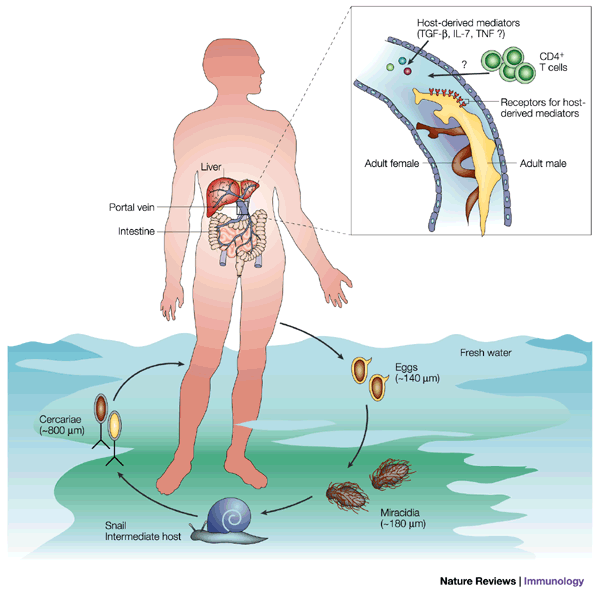 Host-derived mediators
(TGF-β, IL-7, TNF ?)
?
CD4⁺
T cells
Receptors for host-
derived mediators
Adult female
Adult male
Liver
Portal vein
Intestine
Fresh water
Eggs
(~140 μm)
Cercariae
(~800 μm)
Miracidia
(~180 μm)
Snail
Intermediate host
Nature Reviews | Immunology